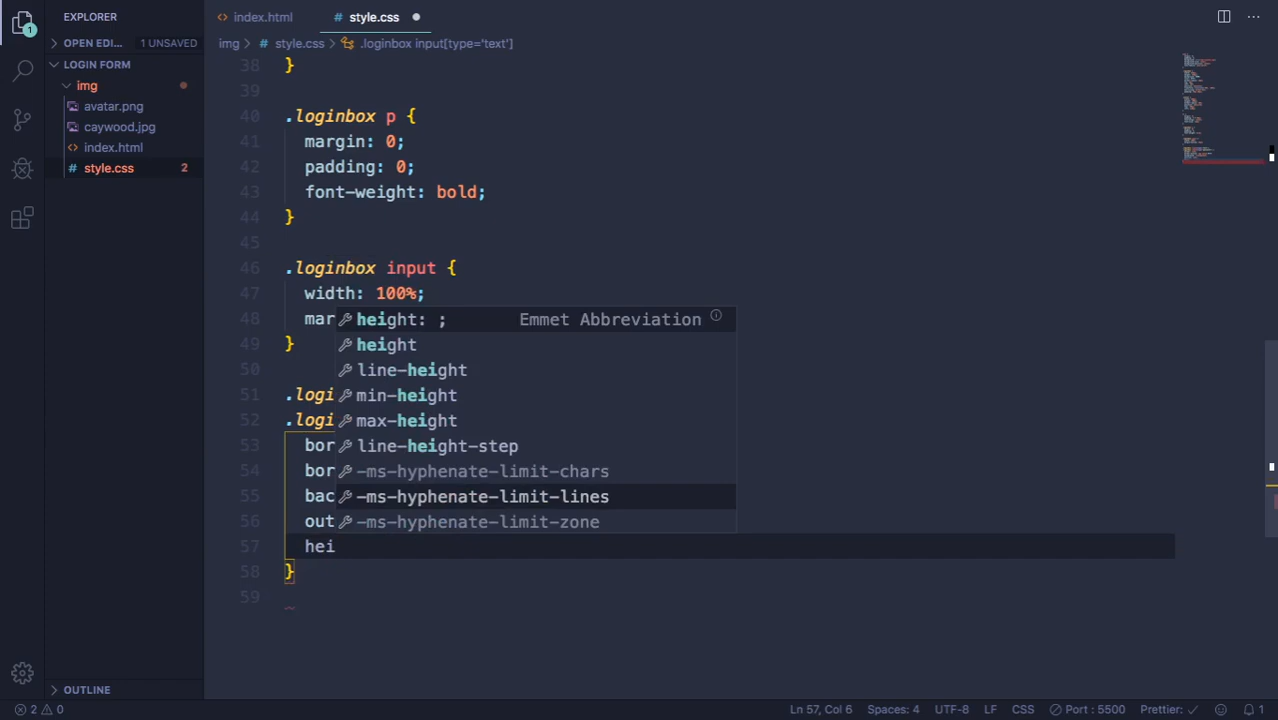 EXPLORER
index.html
# style.css
1
OPEN EDI... 1 UNSAVED
img > # style.css > .loginbox input[type='text']
LOGIN FORM
img
avatar.png
caywood.jpg
index.html
# style.css 2
38 }
39
40 .loginbox p {
41 margin: 0;
42 padding: 0;
43 font-weight: bold;
44 }
45
46 .loginbox input {
47 width: 100%;
48 mar
49 }
50
51 .logi
52 .logi
53 bor
54 bor
55 bac
56 out
57 hei
58 }
59
height: ; Emmet Abbreviation
height
line-height
min-height
max-height
line-height-step
-ms-hyphenate-limit-chars
-ms-hyphenate-limit-lines
-ms-hyphenate-limit-zone
OUTLINE
2 0
Ln 57, Col 6 Spaces: 4 UTF-8 LF CSS Port : 5500 Prettier: ✓ 1